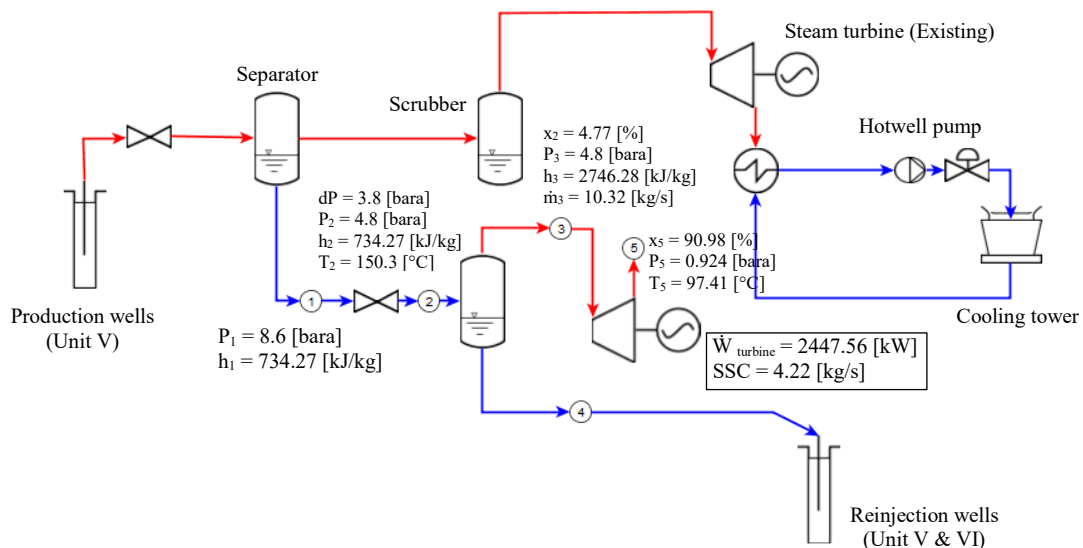 Steam turbine (Existing)
Separator
Scrubber
Hotwell pump
x₂ = 4.77 [%]
P₃ = 4.8 [bara]
h₃ = 2746.28 [kJ/kg]
ṁ₃ = 10.32 [kg/s]
dP = 3.8 [bara]
P₂ = 4.8 [bara]
h₂ = 734.27 [kJ/kg]
T₂ = 150.3 [°C]
3
5
x₅ = 90.98 [%]
P₅ = 0.924 [bara]
T₅ = 97.41 [°C]
1
2
Production wells
(Unit V)
Cooling tower
P₁ = 8.6 [bara]
h₁ = 734.27 [kJ/kg]
Ẇ turbine = 2447.56 [kW]
SSC = 4.22 [kg/s]
4
Reinjection wells
(Unit V & VI)